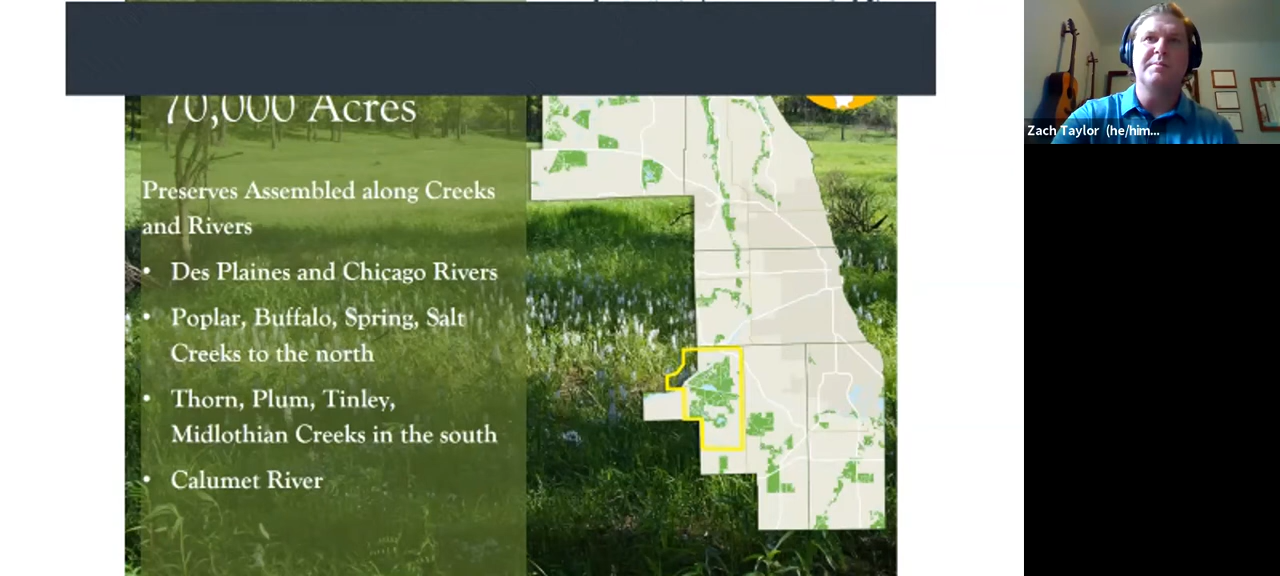 70,000 Acres
Preserves Assembled along Creeks
and Rivers
• Des Plaines and Chicago Rivers
• Poplar, Buffalo, Spring, Salt
Creeks to the north
• Thorn, Plum, Tinley,
Midlothian Creeks in the south
• Calumet River
Zach Taylor (he/him...